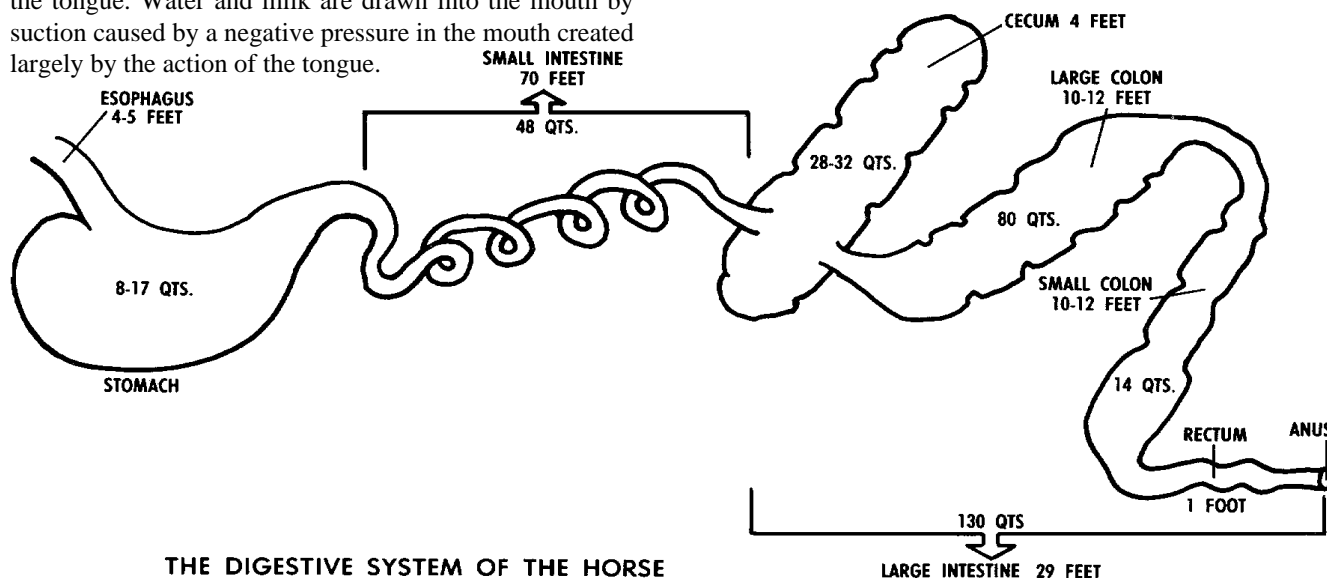 the tongue. Water and milk are drawn into the mouth by
suction caused by a negative pressure in the mouth created
largely by the action of the tongue.
ESOPHAGUS
4-5 FEET
SMALL INTESTINE
70 FEET
48 QTS.
CECUM 4 FEET
LARGE COLON
10-12 FEET
28-32 QTS.
80 QTS.
8-17 QTS.
STOMACH
SMALL COLON
10-12 FEET
14 QTS.
RECTUM
ANUS
1 FOOT
130 QTS
LARGE INTESTINE 29 FEET
THE DIGESTIVE SYSTEM OF THE HORSE